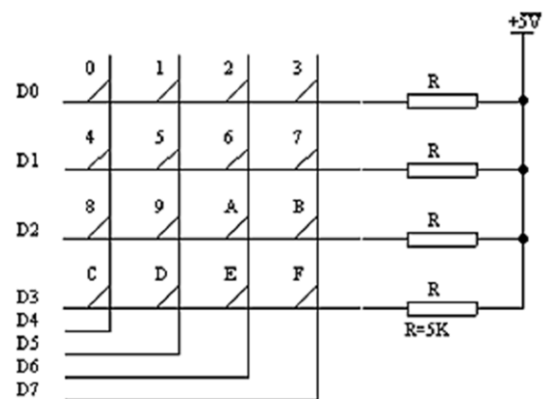 +5V
0 1 2 3
D0 R
4 5 6 7
D1 R
8 9 A B
D2 R
C D E F
D3 R
D4 R=5K
D5
D6
D7